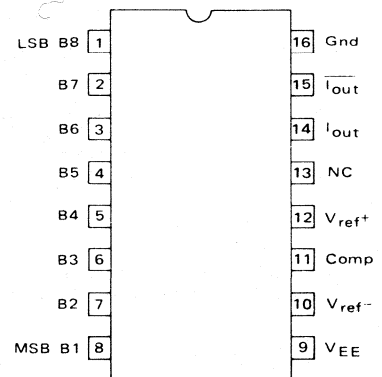 LSB B8 1 16 Gnd
B7 2 15 I̅o̅u̅t̅
B6 3 14 Iout
B5 4 13 NC
B4 5 12 Vref+
B3 6 11 Comp
B2 7 10 Vref-
MSB B1 8 9 VEE